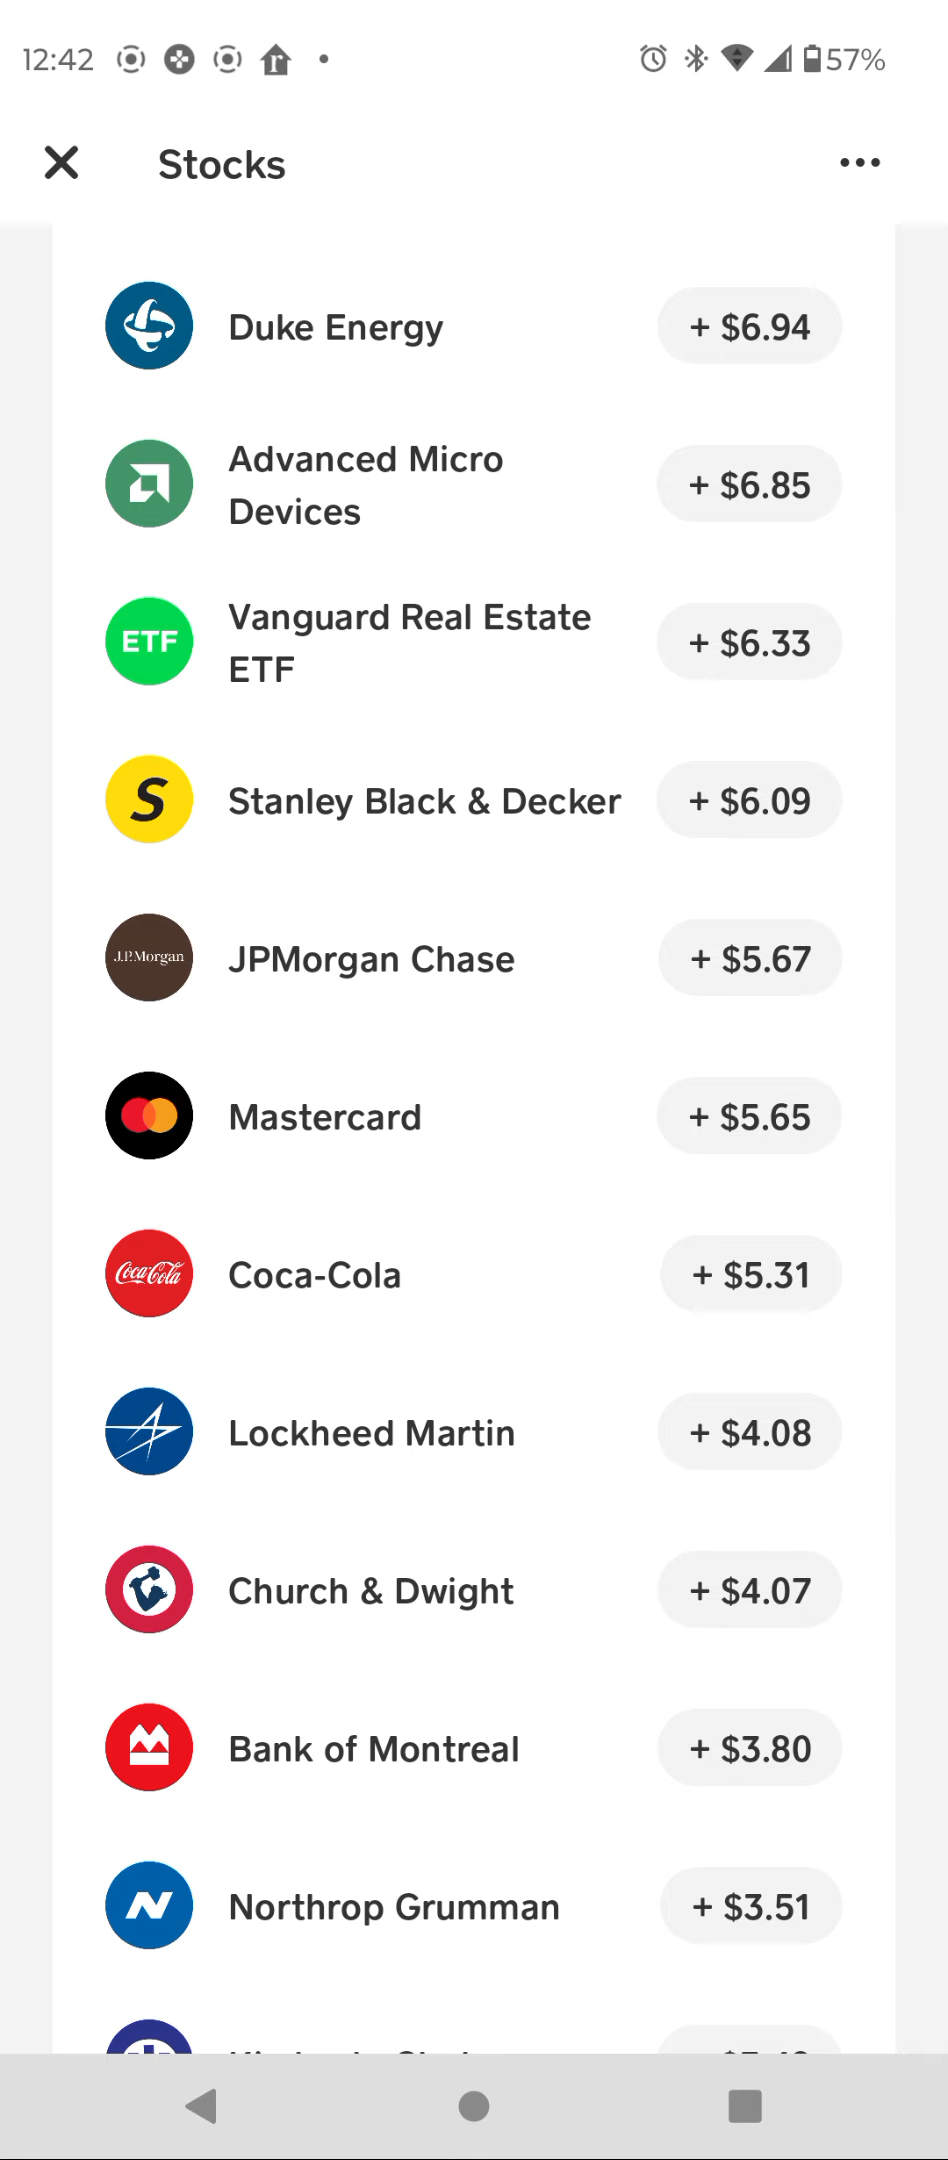 12:42
57%
Stocks
Duke Energy
+ $6.94
Advanced Micro
Devices
+ $6.85
ETF
Vanguard Real Estate
ETF
+ $6.33
S
Stanley Black & Decker
+ $6.09
J.P.Morgan
JPMorgan Chase
+ $5.67
Mastercard
+ $5.65
Coca-Cola
Coca-Cola
+ $5.31
Lockheed Martin
+ $4.08
Church & Dwight
+ $4.07
Bank of Montreal
+ $3.80
N
Northrop Grumman
+ $3.51